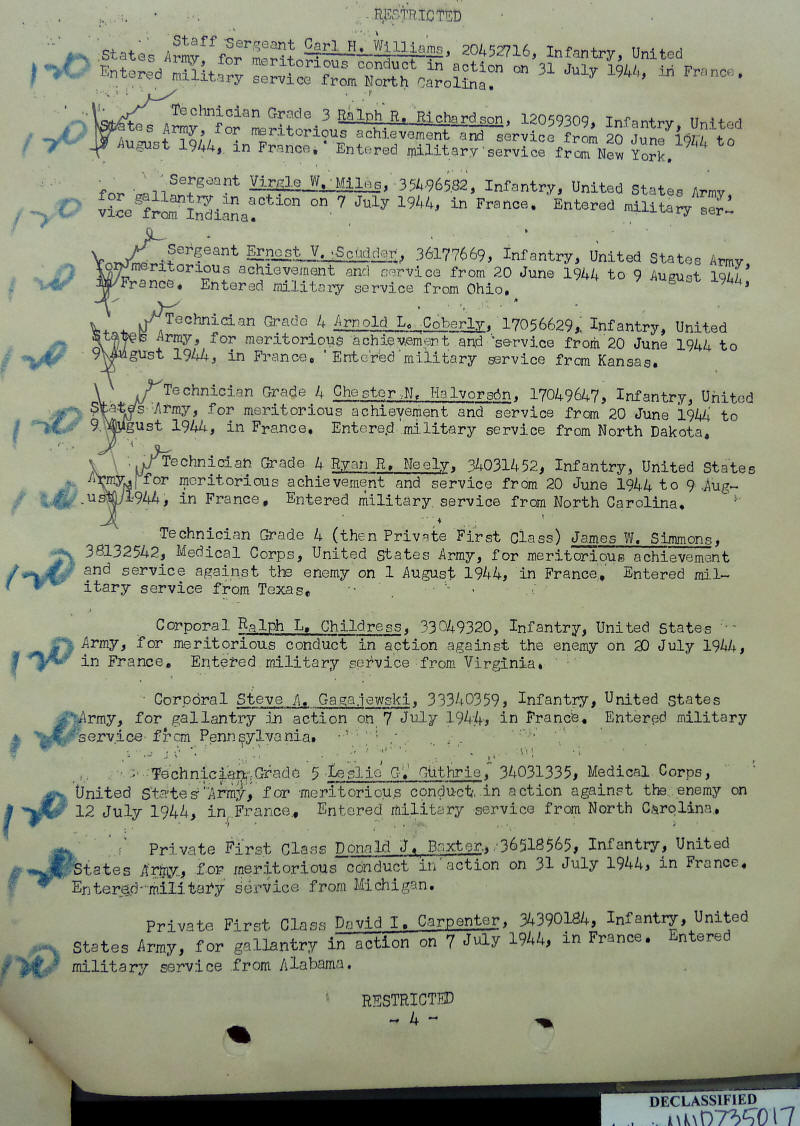 RESTRICTED
Staff Sergeant Carl H. Williams, 20452716, Infantry, United
States Army, for meritorious conduct in action on 31 July 1944, in France.
Entered military service from North Carolina.
Technician Grade 3 Ralph R. Richardson, 12059309, Infantry, United
States Army, for meritorious achievement and service from 20 June 1944 to
9 August 1944, in France. Entered military service from New York.
Sergeant Virgle W. Miles, 35496582, Infantry, United States Army,
for gallantry in action on 7 July 1944, in France. Entered military ser-
vice from Indiana.
Sergeant Ernest V. Scudder, 36177669, Infantry, United States Army,
for meritorious achievement and service from 20 June 1944 to 9 August 1944,
in France. Entered military service from Ohio.
Technician Grade 4 Arnold L. Coberly, 17056629, Infantry, United
States Army, for meritorious achievement and service from 20 June 1944 to
9 August 1944, in France. Entered military service from Kansas.
Technician Grade 4 Chester N. Halvorson, 17049647, Infantry, United
States Army, for meritorious achievement and service from 20 June 1944 to
9 August 1944, in France. Entered military service from North Dakota.
Technician Grade 4 Ryan R. Neely, 34031452, Infantry, United States
Army, for meritorious achievement and service from 20 June 1944 to 9 Aug-
ust 1944, in France. Entered military service from North Carolina.
Technician Grade 4 (then Private First Class) James W. Simmons,
38132542, Medical Corps, United States Army, for meritorious achievement
and service against the enemy on 1 August 1944, in France. Entered mil-
itary service from Texas.
Corporal Ralph L. Childress, 33049320, Infantry, United States
Army, for meritorious conduct in action against the enemy on 20 July 1944,
in France. Entered military service from Virginia.
Corporal Steve A. Gagajewski, 33340359, Infantry, United States
Army, for gallantry in action on 7 July 1944, in France. Entered military
service from Pennsylvania.
Technician Grade 5 Leslie G. Guthrie, 34031335, Medical Corps,
United States Army, for meritorious conduct in action against the enemy on
12 July 1944, in France. Entered military service from North Carolina.
Private First Class Donald J. Baxter, 36518565, Infantry, United
States Army, for meritorious conduct in action on 31 July 1944, in France.
Entered military service from Michigan.
Private First Class David I. Carpenter, 34390184, Infantry, United
States Army, for gallantry in action on 7 July 1944, in France. Entered
military service from Alabama.
RESTRICTED
- 4 -
DECLASSIFIED
NND735017